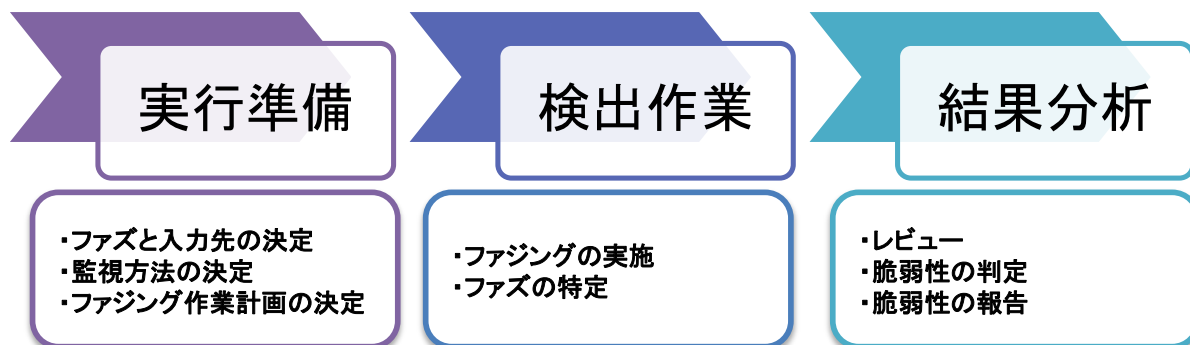 実行準備
検出作業
結果分析
・ファズと入力先の決定
・監視方法の決定
・ファジング作業計画の決定
・ファジングの実施
・ファズの特定
・レビュー
・脆弱性の判定
・脆弱性の報告